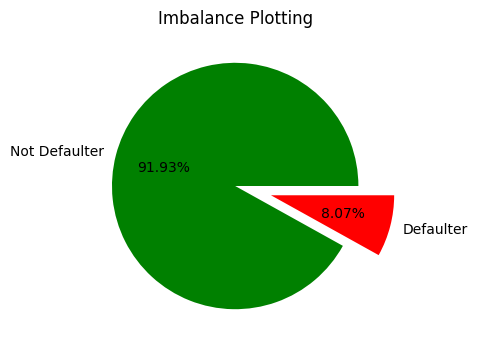 Imbalance Plotting
Not Defaulter
91.93%
8.07%
Defaulter